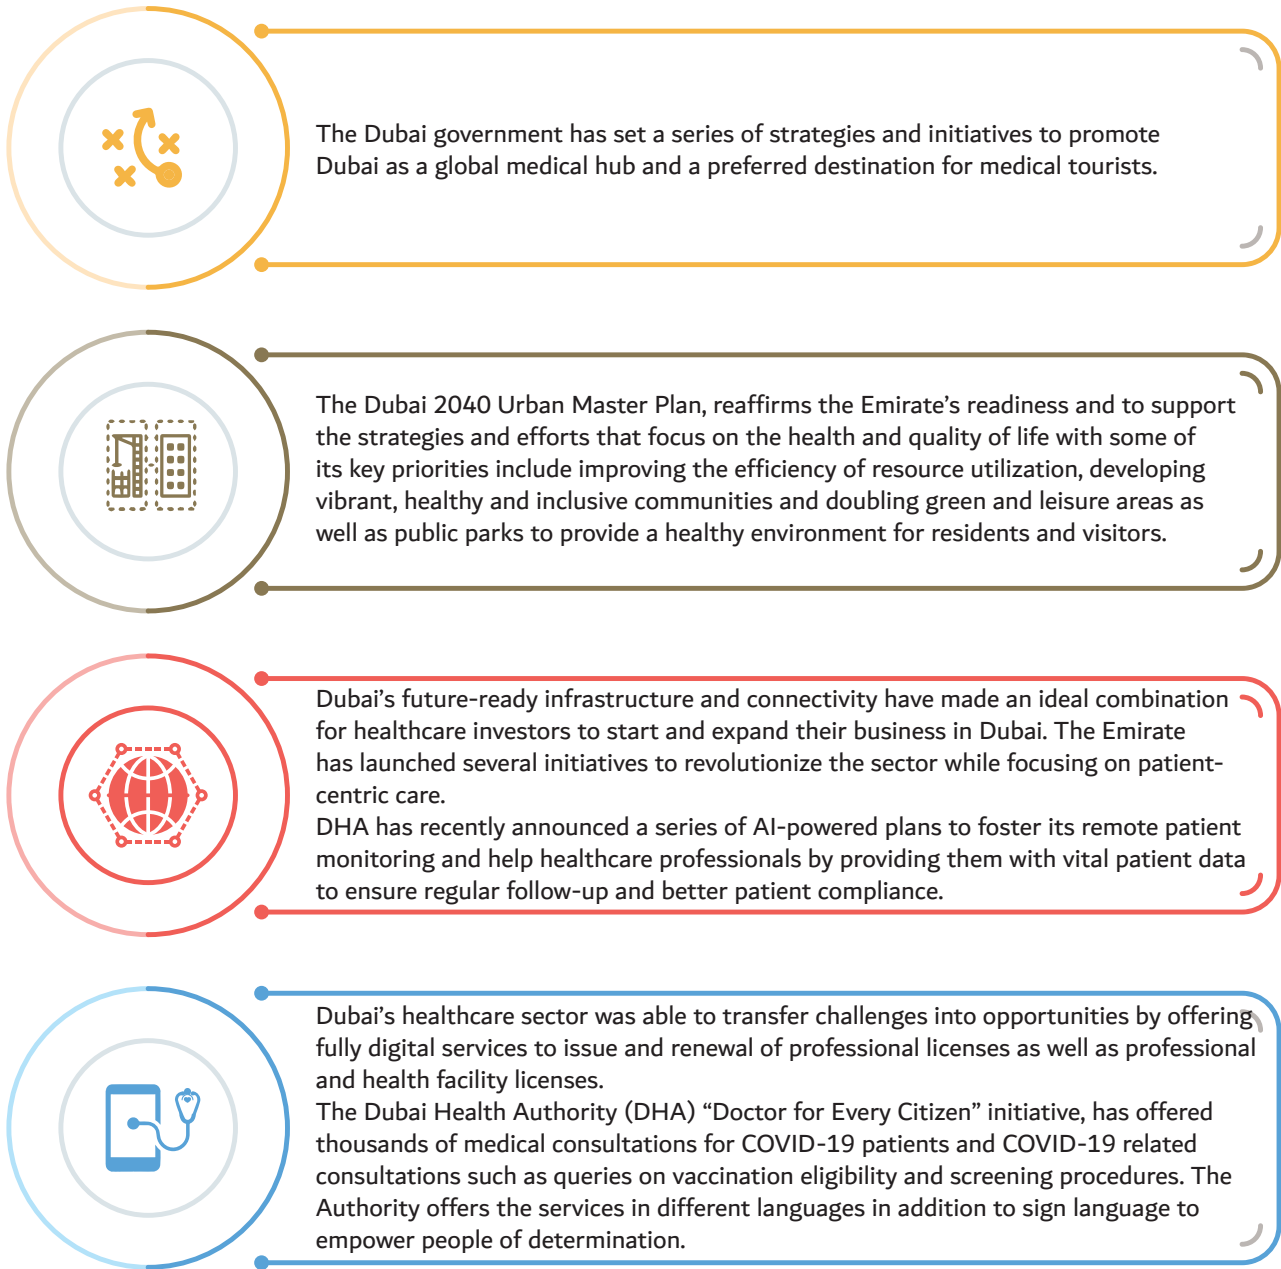 The Dubai government has set a series of strategies and initiatives to promote
Dubai as a global medical hub and a preferred destination for medical tourists.
The Dubai 2040 Urban Master Plan, reaffirms the Emirate’s readiness and to support
the strategies and efforts that focus on the health and quality of life with some of
its key priorities include improving the efficiency of resource utilization, developing
vibrant, healthy and inclusive communities and doubling green and leisure areas as
well as public parks to provide a healthy environment for residents and visitors.
Dubai’s future-ready infrastructure and connectivity have made an ideal combination
for healthcare investors to start and expand their business in Dubai. The Emirate
has launched several initiatives to revolutionize the sector while focusing on patient-
centric care.
DHA has recently announced a series of AI-powered plans to foster its remote patient
monitoring and help healthcare professionals by providing them with vital patient data
to ensure regular follow-up and better patient compliance.
Dubai’s healthcare sector was able to transfer challenges into opportunities by offering
fully digital services to issue and renewal of professional licenses as well as professional
and health facility licenses.
The Dubai Health Authority (DHA) “Doctor for Every Citizen” initiative, has offered
thousands of medical consultations for COVID-19 patients and COVID-19 related
consultations such as queries on vaccination eligibility and screening procedures. The
Authority offers the services in different languages in addition to sign language to
empower people of determination.